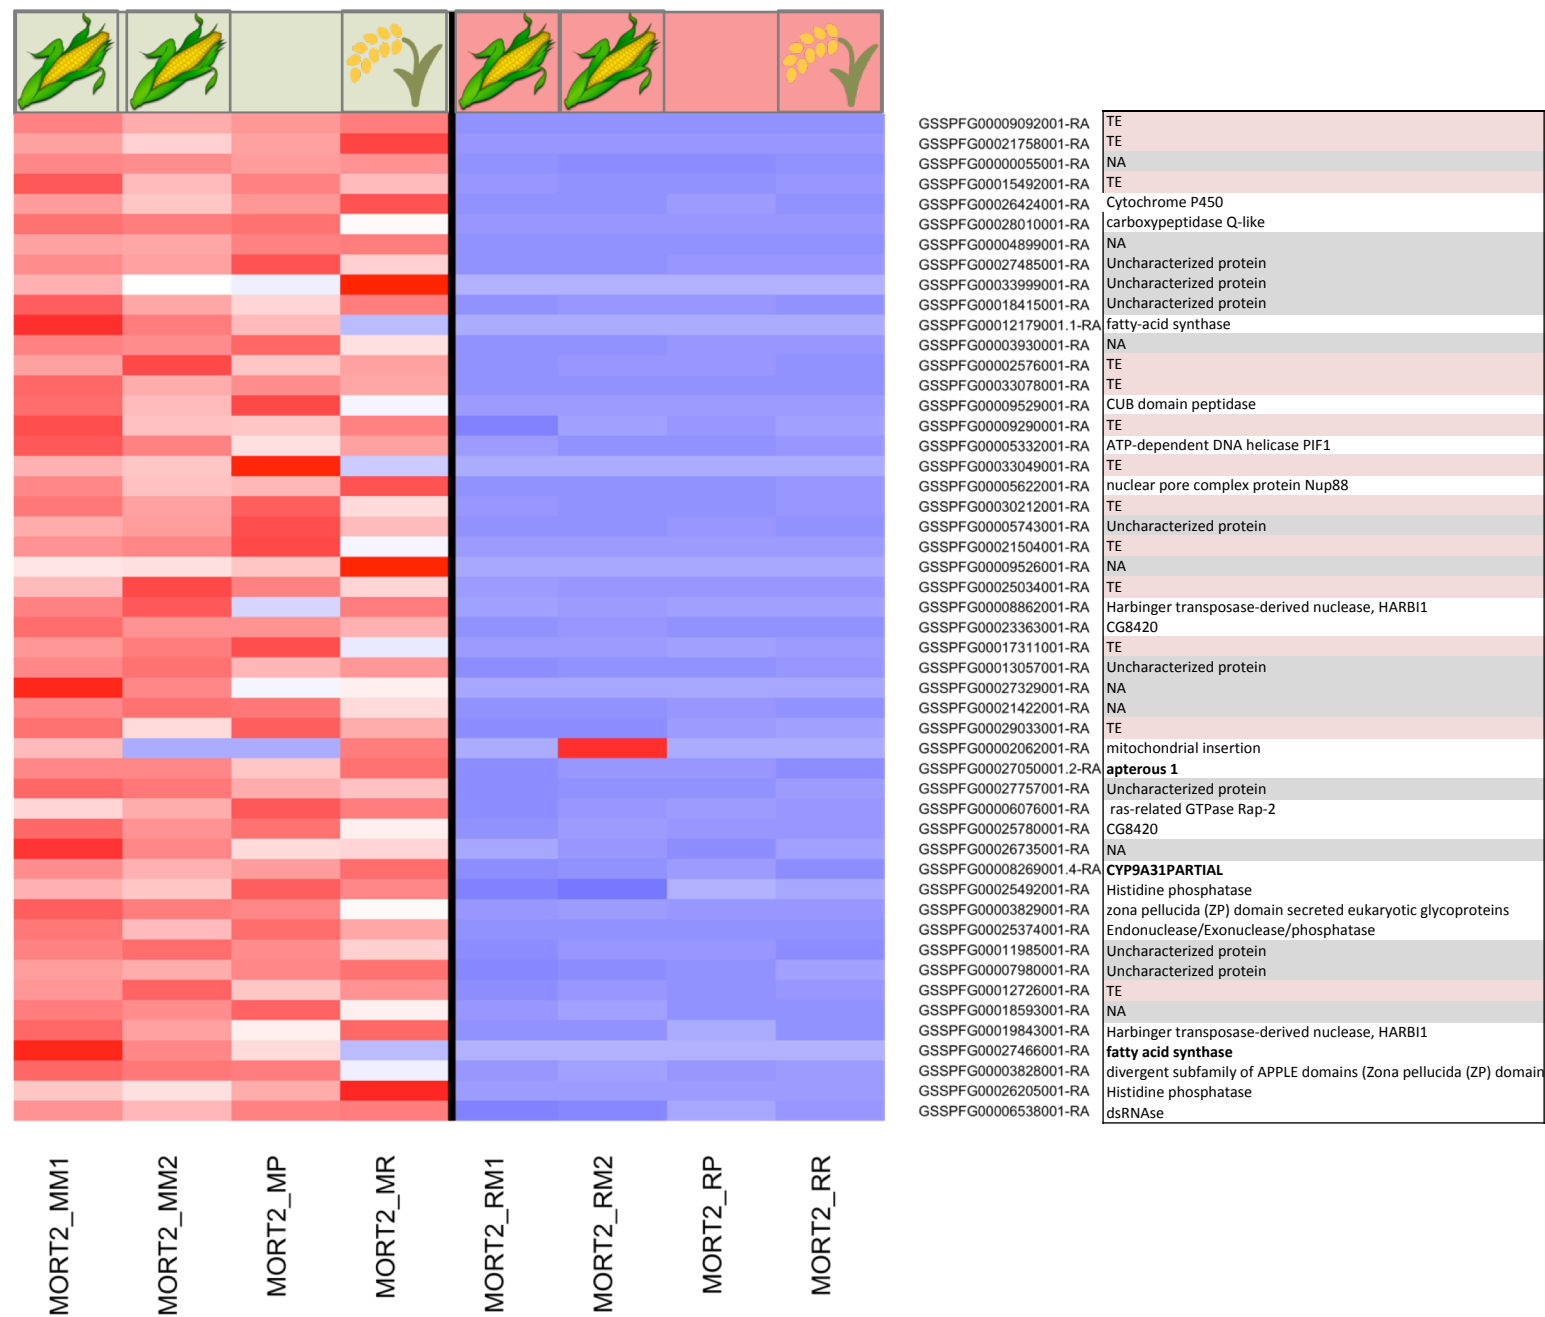 GSSPFG00009092001-RA TE
GSSPFG00021758001-RA TE
GSSPFG00000055001-RA NA
GSSPFG00015492001-RA TE
GSSPFG00026424001-RA Cytochrome P450
GSSPFG00028010001-RA carboxypeptidase Q-like
GSSPFG00004899001-RA NA
GSSPFG00027485001-RA Uncharacterized protein
GSSPFG00033999001-RA Uncharacterized protein
GSSPFG00018415001-RA Uncharacterized protein
GSSPFG00012179001.1-RA fatty-acid synthase
GSSPFG00003930001-RA NA
GSSPFG00002576001-RA TE
GSSPFG00033078001-RA TE
GSSPFG00009529001-RA CUB domain peptidase
GSSPFG00009290001-RA TE
GSSPFG00005332001-RA ATP-dependent DNA helicase PIF1
GSSPFG00033049001-RA TE
GSSPFG00005622001-RA nuclear pore complex protein Nup88
GSSPFG00030212001-RA TE
GSSPFG00005743001-RA Uncharacterized protein
GSSPFG00021504001-RA TE
GSSPFG00009526001-RA NA
GSSPFG00025034001-RA TE
GSSPFG00008862001-RA Harbinger transposase-derived nuclease, HARBI1
GSSPFG00023363001-RA CG8420
GSSPFG00017311001-RA TE
GSSPFG00013057001-RA Uncharacterized protein
GSSPFG00027329001-RA NA
GSSPFG00021422001-RA NA
GSSPFG00029033001-RA TE
GSSPFG00002062001-RA mitochondrial insertion
GSSPFG00027050001.2-RA apterous 1
GSSPFG00027757001-RA Uncharacterized protein
GSSPFG00006076001-RA ras-related GTPase Rap-2
GSSPFG00025780001-RA CG8420
GSSPFG00026735001-RA NA
GSSPFG00008269001.4-RA CYP9A31PARTIAL
GSSPFG00025492001-RA Histidine phosphatase
GSSPFG00003829001-RA zona pellucida (ZP) domain secreted eukaryotic glycoproteins
GSSPFG00025374001-RA Endonuclease/Exonuclease/phosphatase
GSSPFG00011985001-RA Uncharacterized protein
GSSPFG00007980001-RA Uncharacterized protein
GSSPFG00012726001-RA TE
GSSPFG00018593001-RA NA
GSSPFG00019843001-RA Harbinger transposase-derived nuclease, HARBI1
GSSPFG00027466001-RA fatty acid synthase
GSSPFG00003828001-RA divergent subfamily of APPLE domains (Zona pellucida (ZP) domain
GSSPFG00026205001-RA Histidine phosphatase
GSSPFG00006538001-RA dsRNAse
MORT2_MM1
MORT2_MM2
MORT2_MP
MORT2_MR
MORT2_RM1
MORT2_RM2
MORT2_RP
MORT2_RR